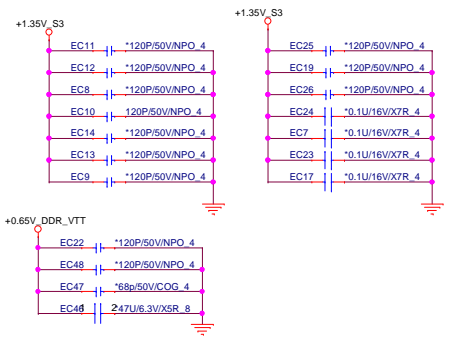 +1.35V_S3
EC11 *120P/50V/NPO_4
EC12 *120P/50V/NPO_4
EC8 *120P/50V/NPO_4
EC10 120P/50V/NPO_4
EC14 *120P/50V/NPO_4
EC13 *120P/50V/NPO_4
EC9 *120P/50V/NPO_4
+1.35V_S3
EC25 *120P/50V/NPO_4
EC19 *120P/50V/NPO_4
EC26 *120P/50V/NPO_4
EC24 *0.1U/16V/X7R_4
EC7 *0.1U/16V/X7R_4
EC23 *0.1U/16V/X7R_4
EC17 *0.1U/16V/X7R_4
+0.65V_DDR_VTT
EC22 *120P/50V/NPO_4
EC48 *120P/50V/NPO_4
EC47 *68p/50V/COG_4
EC46 1 2 *47U/6.3V/X5R_8